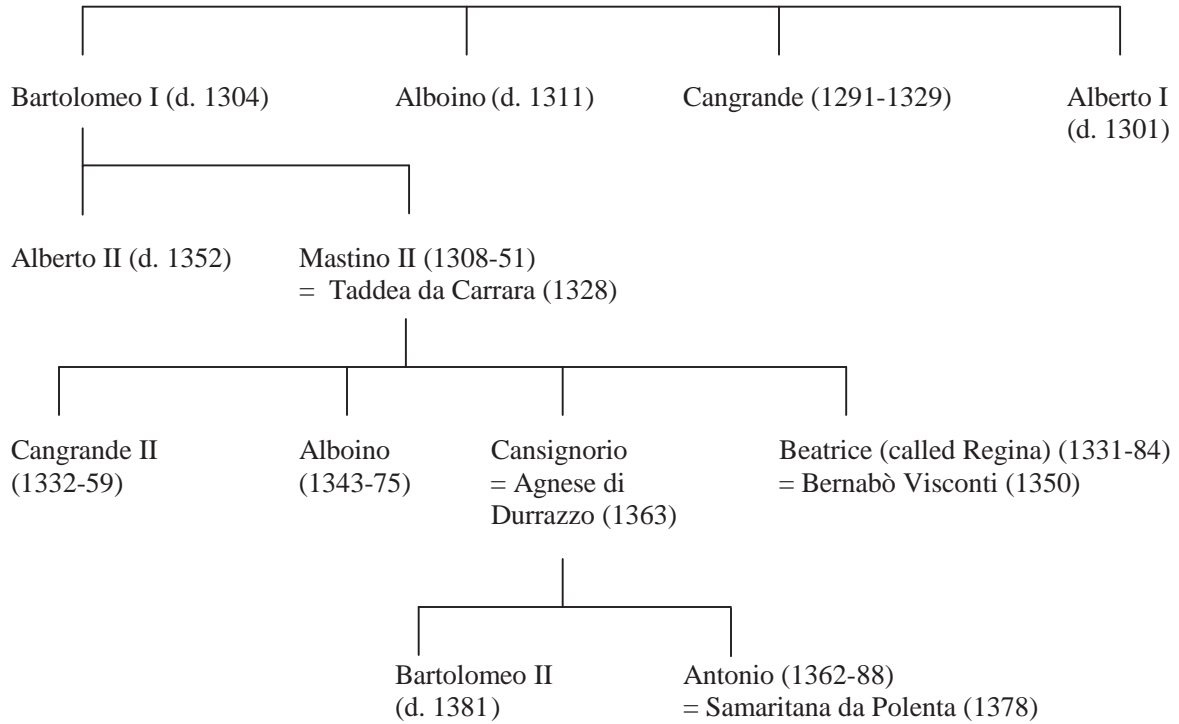 Bartolomeo I (d. 1304)
Alboino (d. 1311)
Cangrande (1291-1329)
Alberto I
(d. 1301)
Alberto II (d. 1352)
Mastino II (1308-51)
= Taddea da Carrara (1328)
Cangrande II
(1332-59)
Alboino
(1343-75)
Cansignorio
= Agnese di
Durrazzo (1363)
Beatrice (called Regina) (1331-84)
= Bernabò Visconti (1350)
Bartolomeo II
(d. 1381)
Antonio (1362-88)
= Samaritana da Polenta (1378)